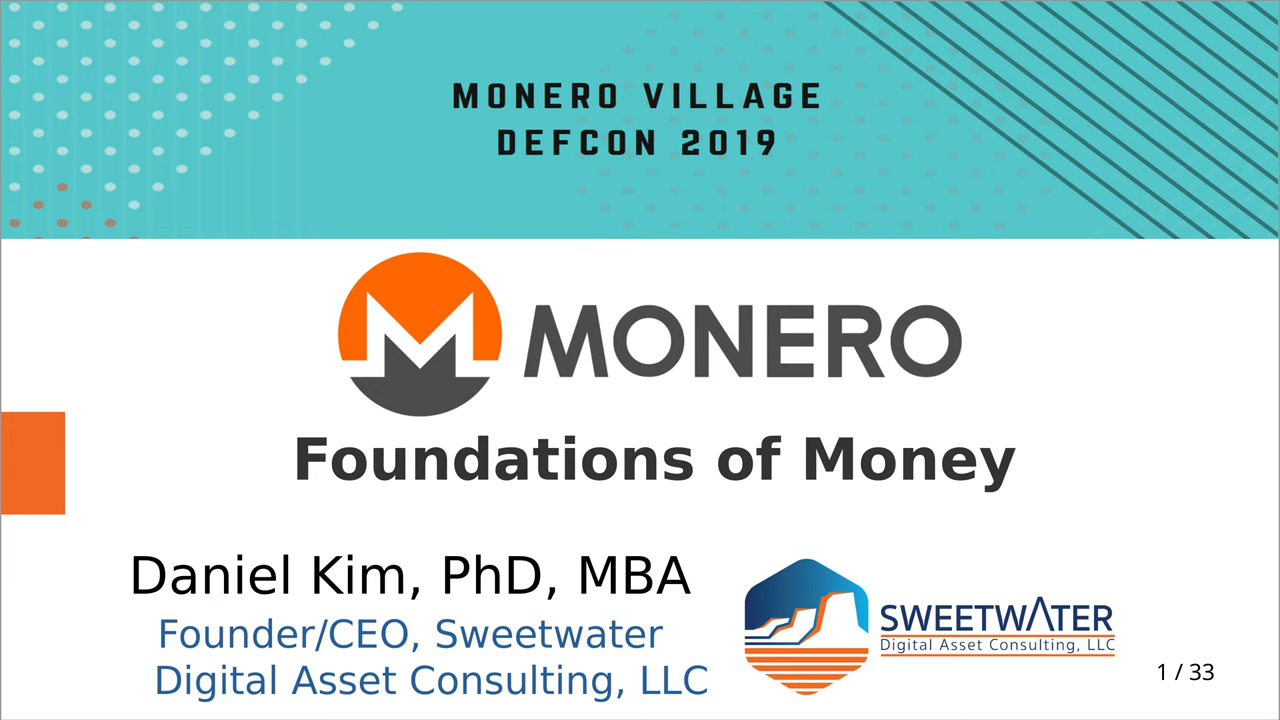 MONERO VILLAGE
DEFCON 2019
MONERO
Foundations of Money
Daniel Kim, PhD, MBA
Founder/CEO, Sweetwater
Digital Asset Consulting, LLC
SWEETWATER
Digital Asset Consulting, LLC
1 / 33